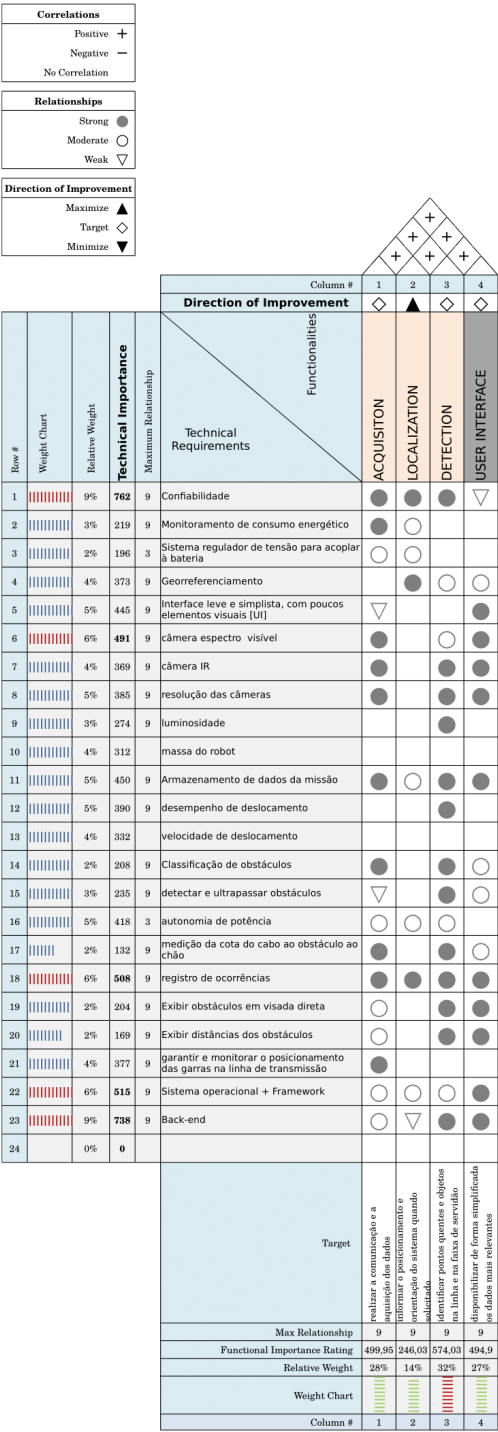 Correlations
Positive +
Negative −
No Correlation
Relationships
Strong ●
Moderate ○
Weak ▽
Direction of Improvement
Maximize ▲
Target ◇
Minimize ▼
+
+ +
+ + +
Column # 1 2 3 4
Direction of Improvement ◇ ▲ ◇ ◇
Row #
Weight Chart
Relative Weight
Technical Importance
Maximum Relationship
Functionalities
Technical
Requirements
ACQUISITON
LOCALIZATION
DETECTION
USER INTERFACE
1 9% 762 9 Confiabilidade ● ● ● ▽
2 3% 219 9 Monitoramento de consumo energético ● ○
3 2% 196 3 Sistema regulador de tensão para acoplar
à bateria ○ ○
4 4% 373 9 Georreferenciamento ● ○ ○
5 5% 445 9 Interface leve e simplista, com poucos
elementos visuais [UI] ▽ ●
6 6% 491 9 câmera espectro visível ● ○ ●
7 4% 369 9 câmera IR ● ● ●
8 5% 385 9 resolução das câmeras ● ● ●
9 3% 274 9 luminosidade ●
10 4% 312 massa do robot
11 5% 450 9 Armazenamento de dados da missão ● ○ ● ●
12 5% 390 9 desempenho de deslocamento ●
13 4% 332 velocidade de deslocamento
14 2% 208 9 Classificação de obstáculos ● ● ○
15 3% 235 9 detectar e ultrapassar obstáculos ▽ ● ○
16 5% 418 3 autonomia de potência ○ ○ ○
17 2% 132 9 medição da cota do cabo ao obstáculo ao
chão ● ● ○
18 6% 508 9 registro de ocorrências ● ● ● ●
19 2% 204 9 Exibir obstáculos em visada direta ○ ● ●
20 2% 169 9 Exibir distâncias dos obstáculos ○ ● ●
21 4% 377 9 garantir e monitorar o posicionamento
das garras na linha de transmissão ●
22 6% 515 9 Sistema operacional + Framework ○ ○ ○ ●
23 9% 738 9 Back-end ○ ▽ ● ●
24 0% 0
Target
realizar a comunicação e a
aquisição dos dados
informar o posicionamento e
orientação do sistema quando
solicitado
identificar pontos quentes e objetos
na linha e na faixa de servidão
disponibilizar de forma simplificada
os dados mais relevantes
Max Relationship 9 9 9 9
Functional Importance Rating 499,95 246,03 574,03 494,9
Relative Weight 28% 14% 32% 27%
Weight Chart
Column # 1 2 3 4